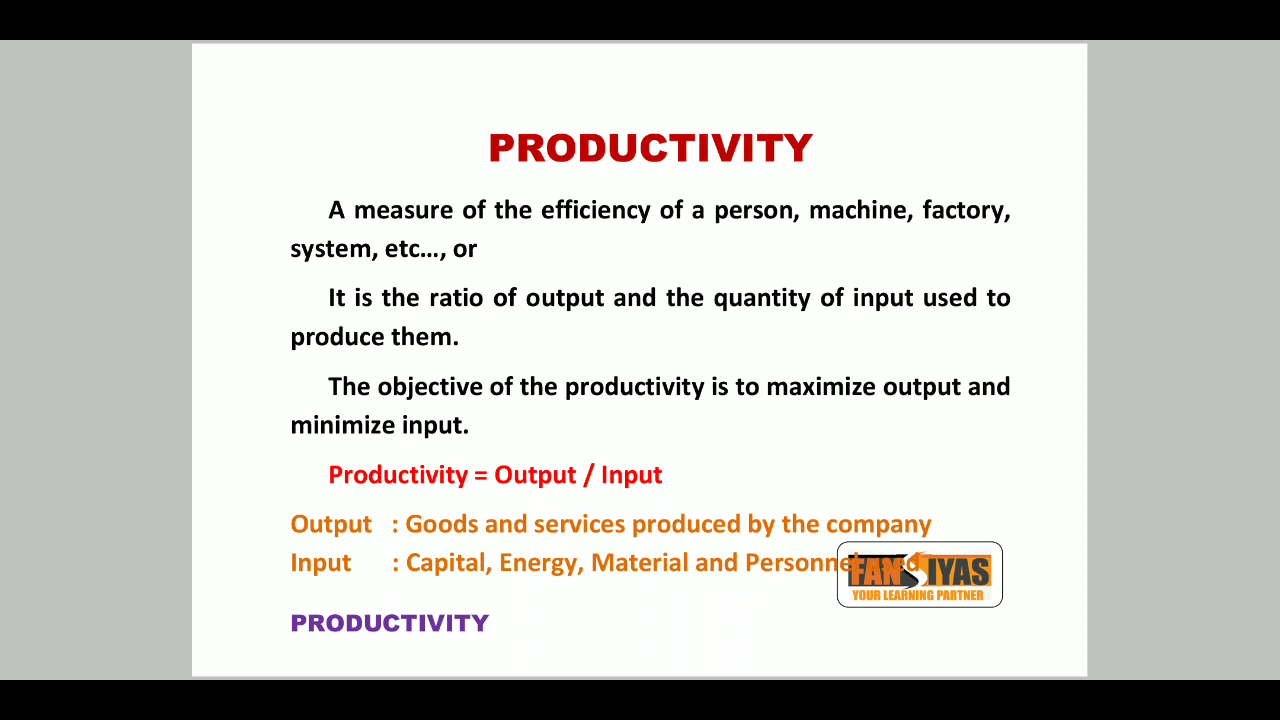 PRODUCTIVITY
A measure of the efficiency of a person, machine, factory,
system, etc…, or
It is the ratio of output and the quantity of input used to
produce them.
The objective of the productivity is to maximize output and
minimize input.
Productivity = Output / Input
Output : Goods and services produced by the company
Input : Capital, Energy, Material and Personnel
FANSIYAS
YOUR LEARNING PARTNER
PRODUCTIVITY